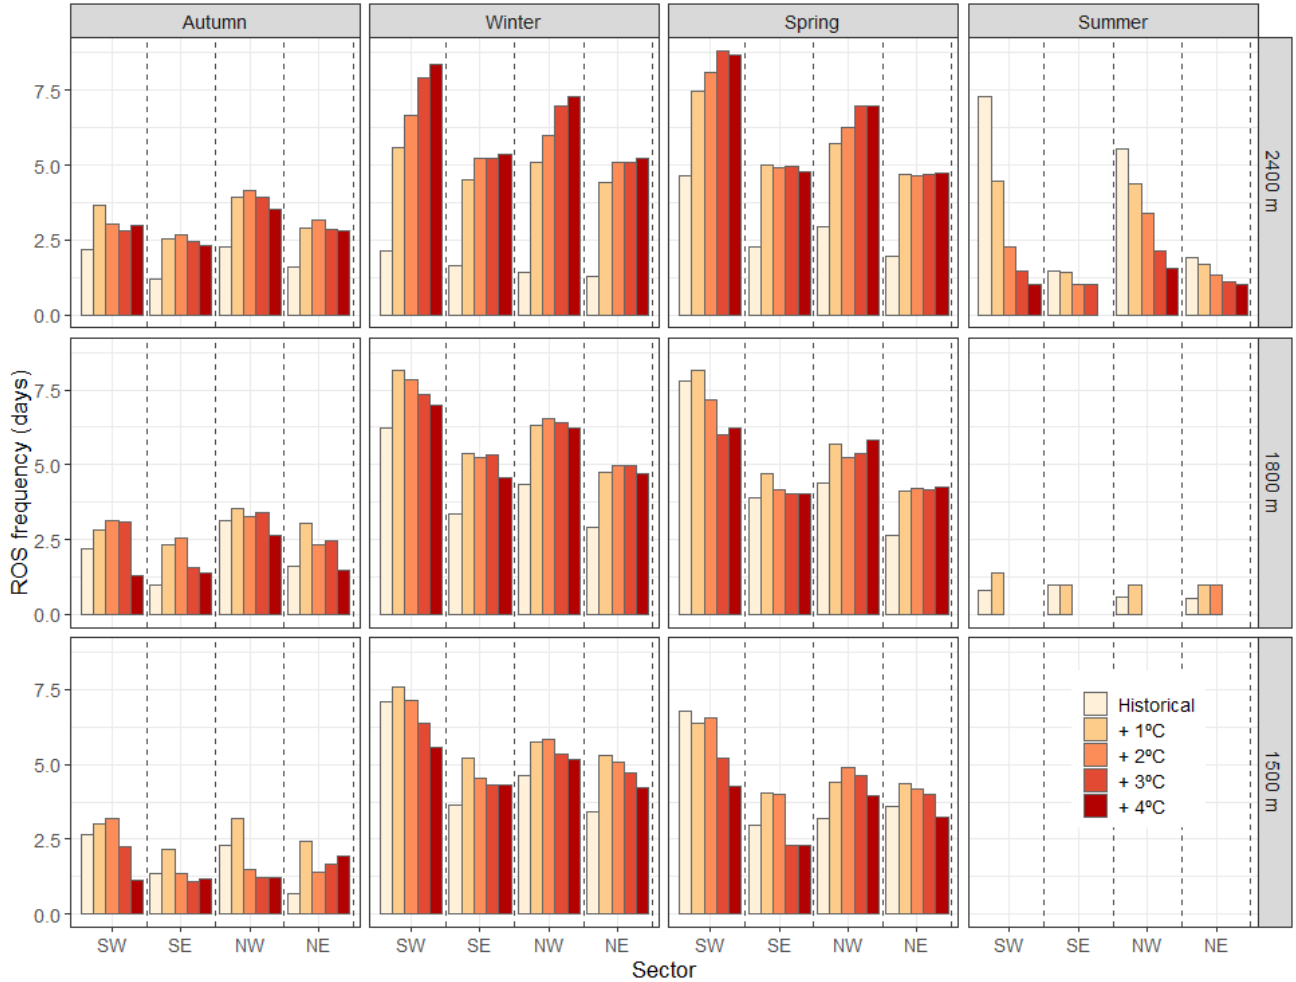 Autumn
Winter
Spring
Summer
ROS frequency (days)
7.5
5.0
2.5
0.0
2400 m
7.5
5.0
2.5
0.0
1800 m
7.5
5.0
2.5
0.0
1500 m
Historical
+ 1ºC
+ 2ºC
+ 3ºC
+ 4ºC
SW SE NW NE
SW SE NW NE
SW SE NW NE
SW SE NW NE
Sector